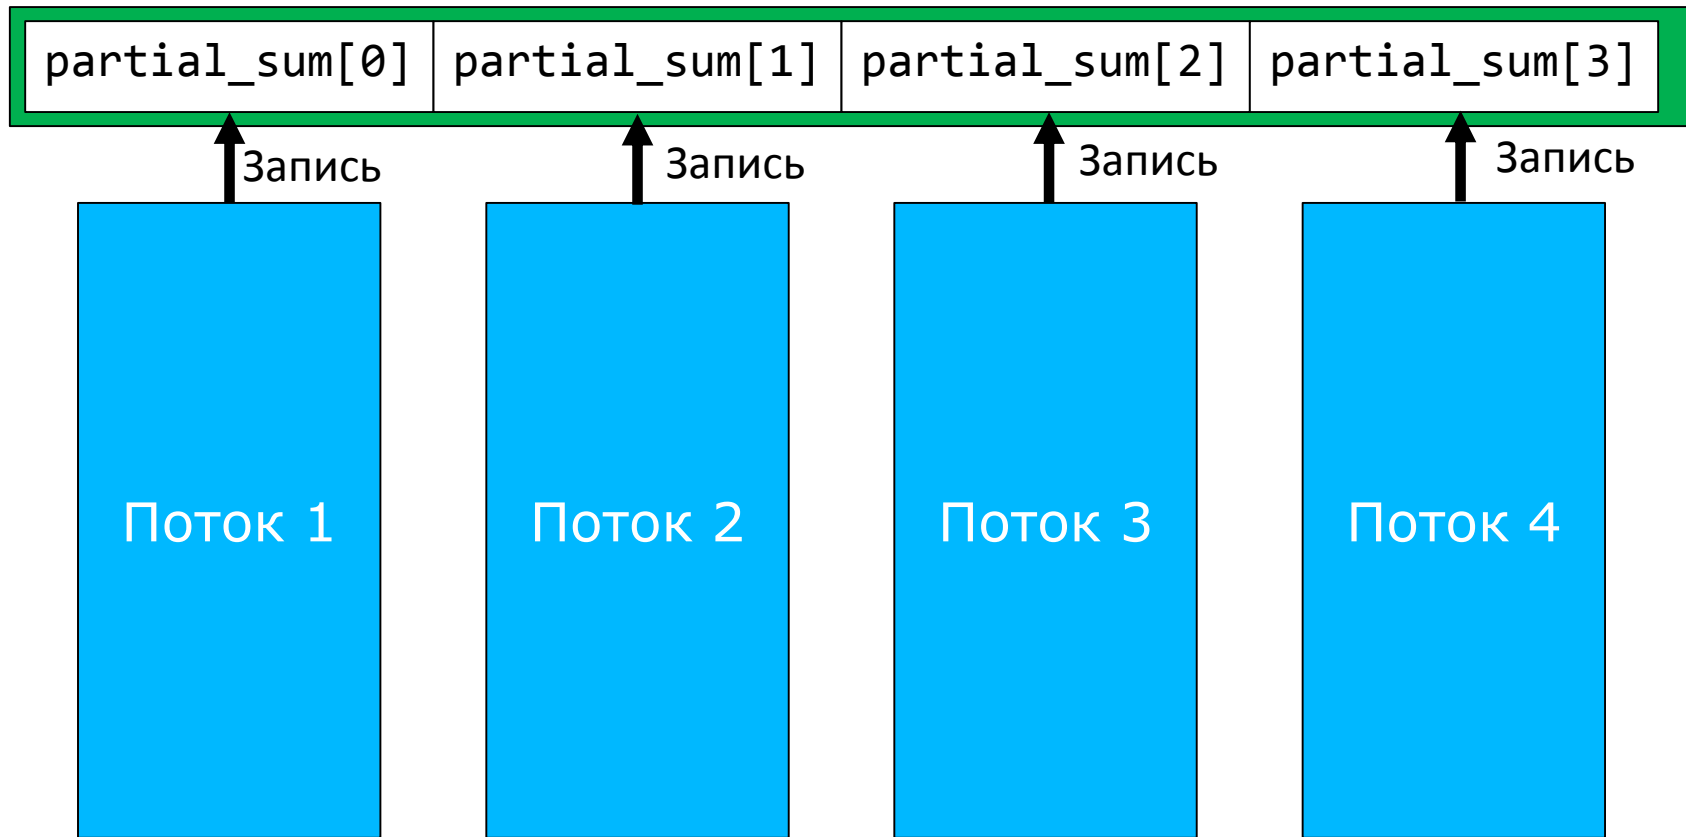 partial_sum[0] partial_sum[1] partial_sum[2] partial_sum[3]
Запись Запись Запись Запись
Поток 1 Поток 2 Поток 3 Поток 4